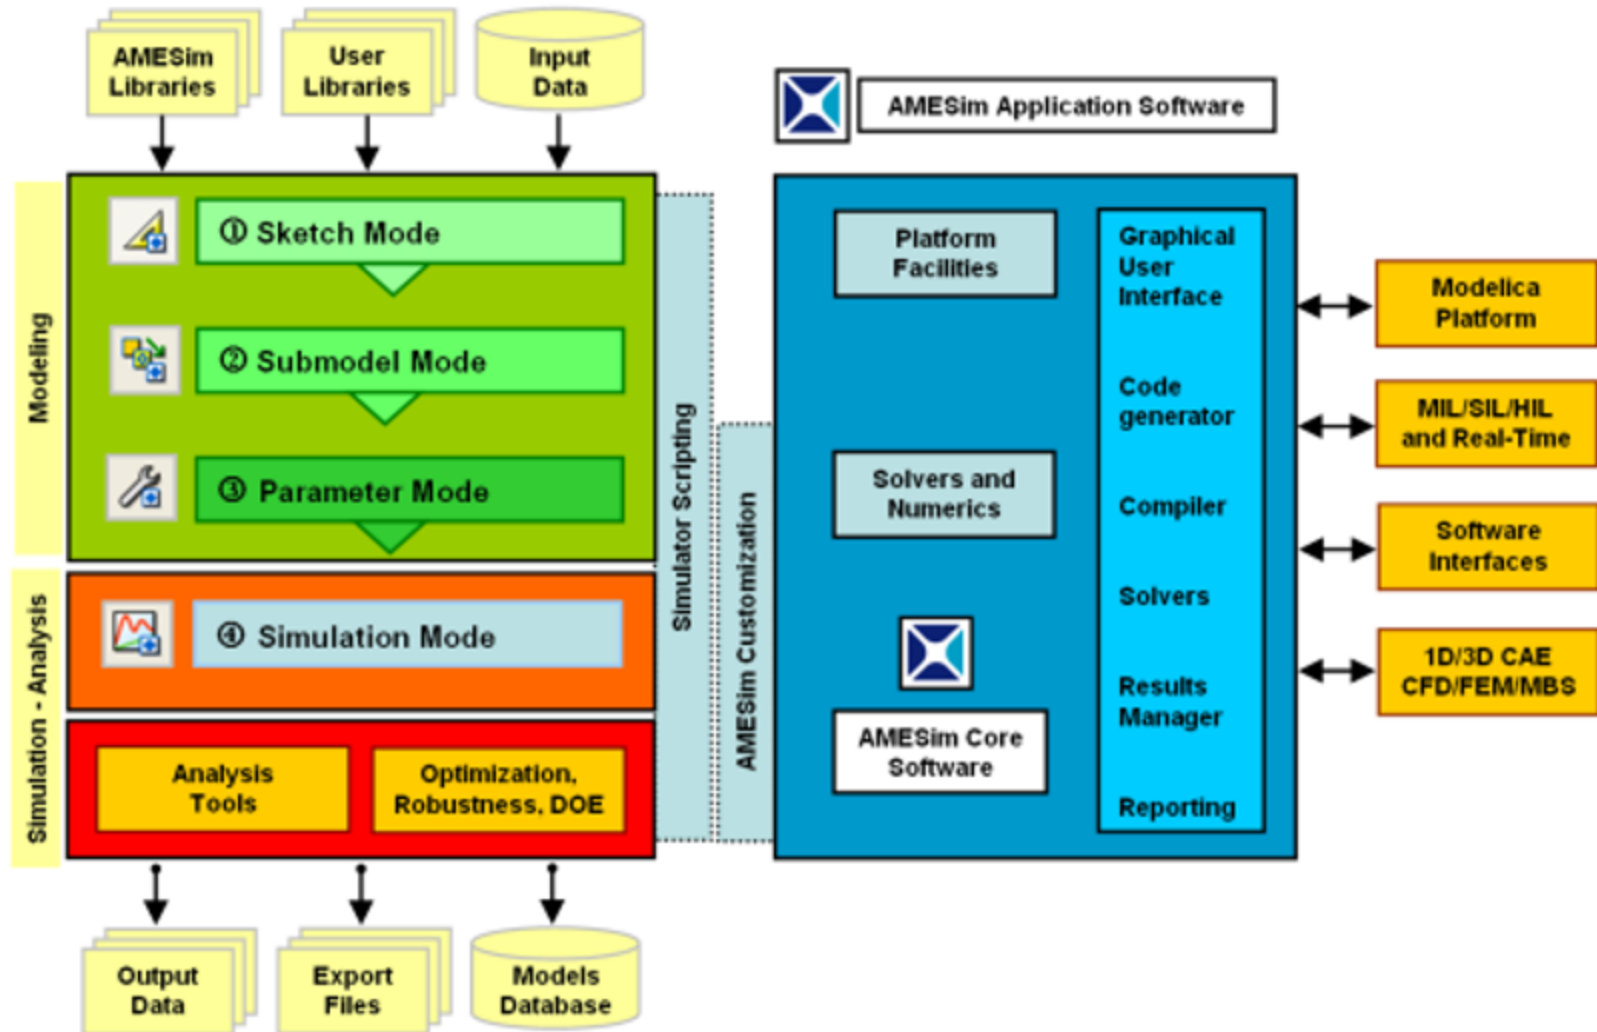 AMESim
Libraries
User
Libraries
Input
Data
AMESim Application Software
Modeling
① Sketch Mode
② Submodel Mode
③ Parameter Mode
Simulation - Analysis
④ Simulation Mode
Analysis
Tools
Optimization,
Robustness, DOE
Simulator Scripting
AMESim Customization
Platform
Facilities
Solvers and
Numerics
AMESim Core
Software
Graphical
User
Interface
Code
generator
Compiler
Solvers
Results
Manager
Reporting
Modelica
Platform
MIL/SIL/HIL
and Real-Time
Software
Interfaces
1D/3D CAE
CFD/FEM/MBS
Output
Data
Export
Files
Models
Database